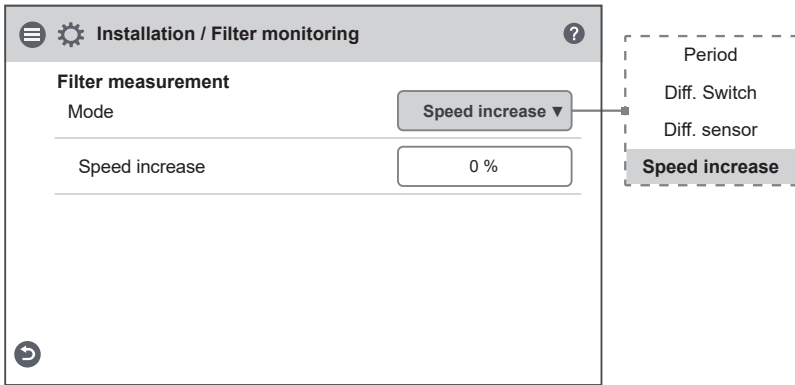 Installation / Filter monitoring ?
Filter measurement
Mode Speed increase ▼
Speed increase 0 %
Period
Diff. Switch
Diff. sensor
Speed increase